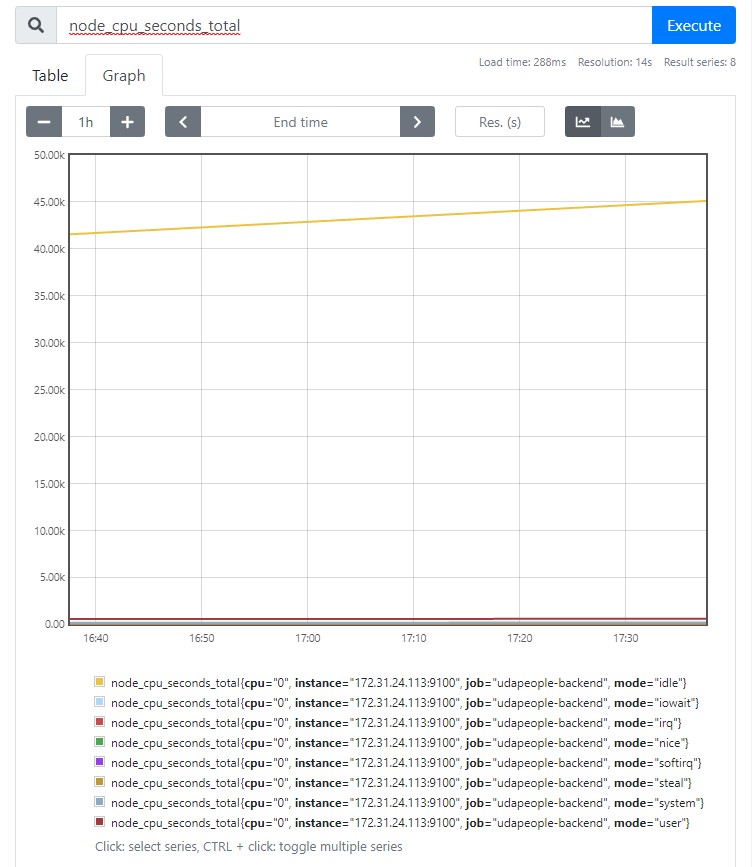 node_cpu_seconds_total
Execute
Load time: 288ms Resolution: 14s Result series: 8
Table Graph
1h End time Res. (s)
50.00k
45.00k
40.00k
35.00k
30.00k
25.00k
20.00k
15.00k
10.00k
5.00k
0.00
16:40 16:50 17:00 17:10 17:20 17:30
node_cpu_seconds_total{cpu="0", instance="172.31.24.113:9100", job="udapeople-backend", mode="idle"}
node_cpu_seconds_total{cpu="0", instance="172.31.24.113:9100", job="udapeople-backend", mode="iowait"}
node_cpu_seconds_total{cpu="0", instance="172.31.24.113:9100", job="udapeople-backend", mode="irq"}
node_cpu_seconds_total{cpu="0", instance="172.31.24.113:9100", job="udapeople-backend", mode="nice"}
node_cpu_seconds_total{cpu="0", instance="172.31.24.113:9100", job="udapeople-backend", mode="softirq"}
node_cpu_seconds_total{cpu="0", instance="172.31.24.113:9100", job="udapeople-backend", mode="steal"}
node_cpu_seconds_total{cpu="0", instance="172.31.24.113:9100", job="udapeople-backend", mode="system"}
node_cpu_seconds_total{cpu="0", instance="172.31.24.113:9100", job="udapeople-backend", mode="user"}
Click: select series, CTRL + click: toggle multiple series